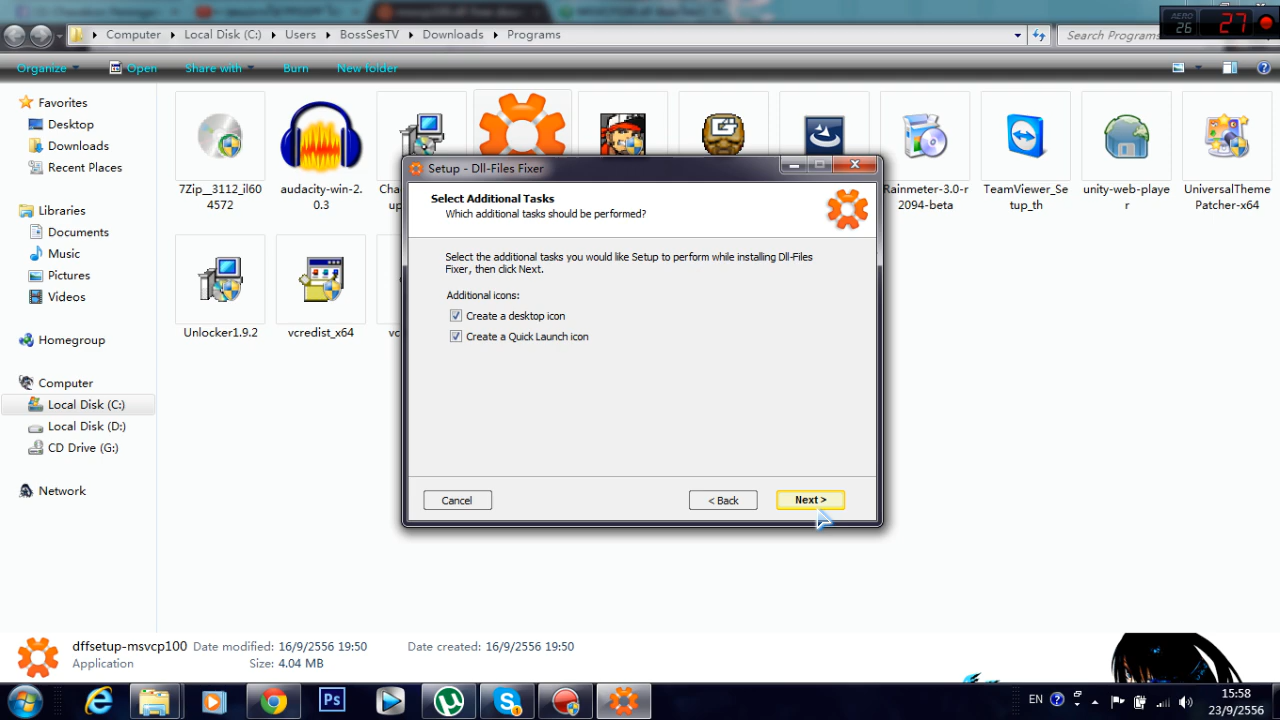 AERO
26
27
Computer
Local Disk (C:)
Users
BossSesTV
Downloads
Programs
Search Programs
Organize
Open
Share with
Burn
New folder
Favorites
Desktop
Downloads
Recent Places
Libraries
Documents
Music
Pictures
Videos
Homegroup
Computer
Local Disk (C:)
Local Disk (D:)
CD Drive (G:)
Network
7Zip__3112_il60
4572
audacity-win-2.
0.3
Rainmeter-3.0-r
2094-beta
TeamViewer_Se
tup_th
unity-web-playe
r
UniversalTheme
Patcher-x64
Unlocker1.9.2
vcredist_x64
Setup - Dll-Files Fixer
Select Additional Tasks
Which additional tasks should be performed?
Select the additional tasks you would like Setup to perform while installing Dll-Files
Fixer, then click Next.
Additional icons:
Create a desktop icon
Create a Quick Launch icon
Cancel
< Back
Next >
dffsetup-msvcp100 Date modified: 16/9/2556 19:50 Date created: 16/9/2556 19:50
Application Size: 4.04 MB
Ps
EN
15:58
23/9/2556